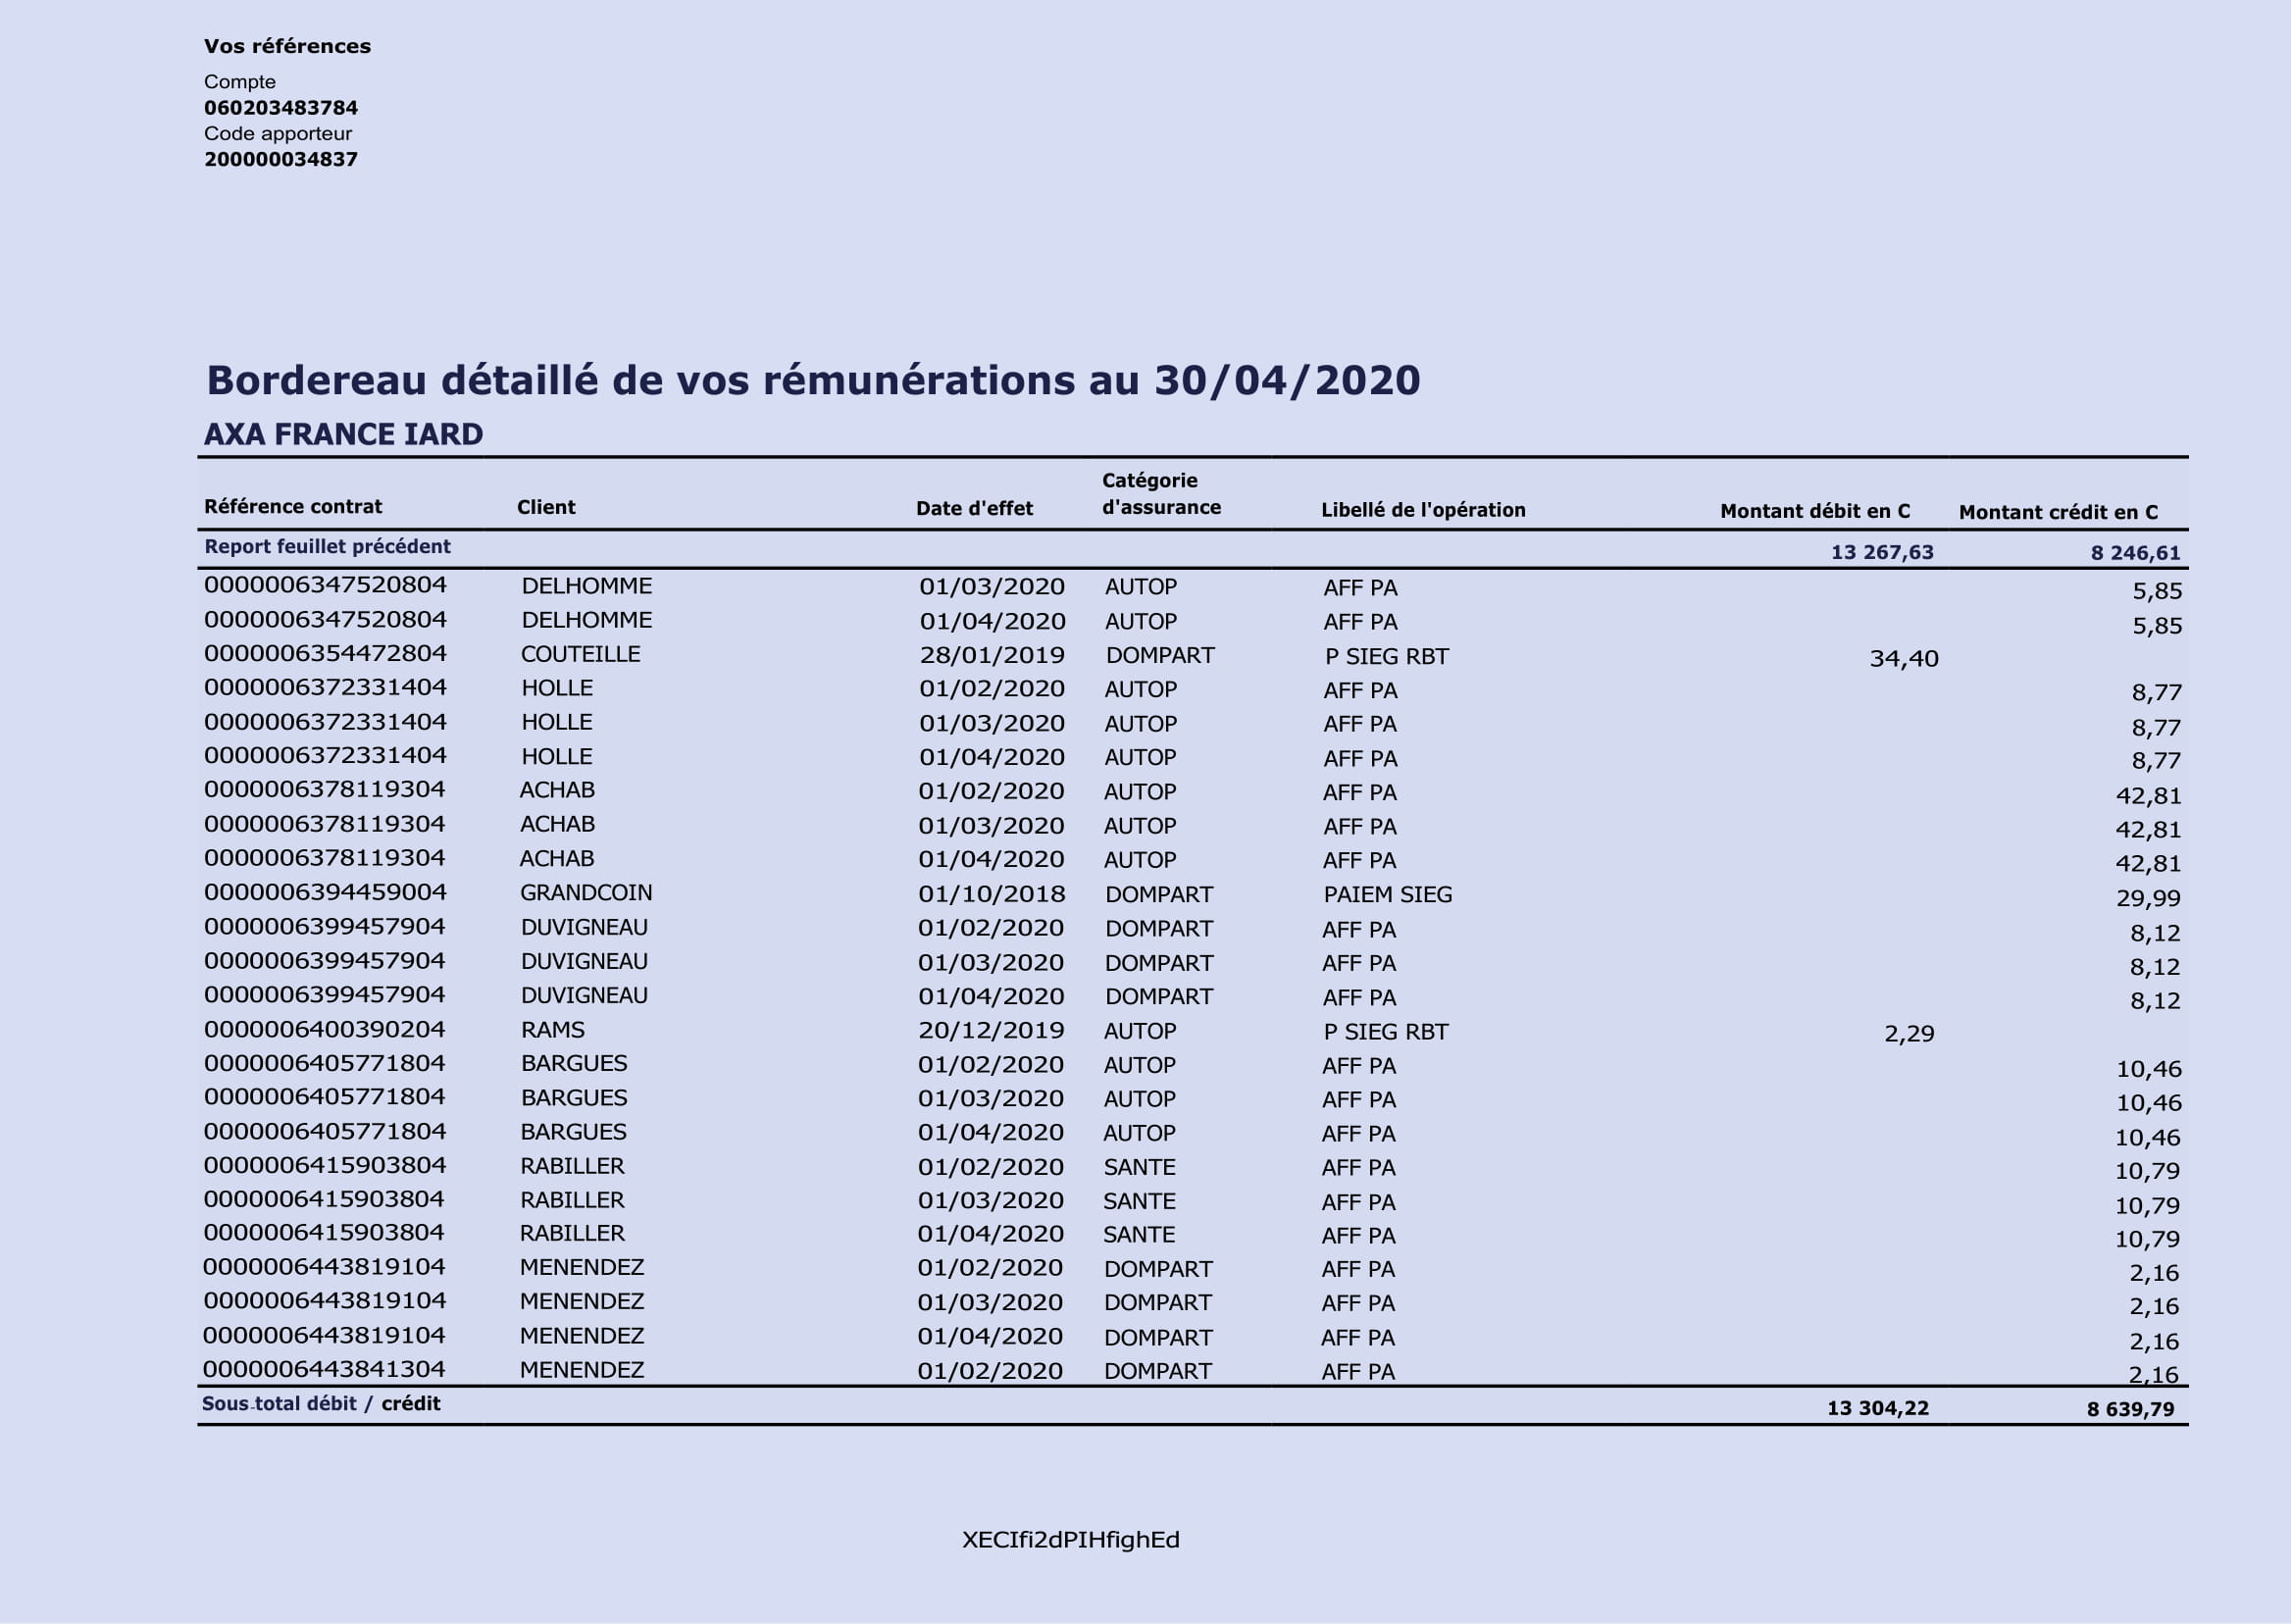 Vos références
Compte
060203483784
Code apporteur
200000034837
Bordereau détaillé de vos rémunérations au 30/04/2020
AXA FRANCE IARD
Référence contrat Client Date d'effet Catégorie d'assurance Libellé de l'opération Montant débit en C Montant crédit en C
Report feuillet précédent 13 267,63 8 246,61
0000006347520804 DELHOMME 01/03/2020 AUTOP AFF PA 5,85
0000006347520804 DELHOMME 01/04/2020 AUTOP AFF PA 5,85
0000006354472804 COUTEILLE 28/01/2019 DOMPART P SIEG RBT 34,40
0000006372331404 HOLLE 01/02/2020 AUTOP AFF PA 8,77
0000006372331404 HOLLE 01/03/2020 AUTOP AFF PA 8,77
0000006372331404 HOLLE 01/04/2020 AUTOP AFF PA 8,77
0000006378119304 ACHAB 01/02/2020 AUTOP AFF PA 42,81
0000006378119304 ACHAB 01/03/2020 AUTOP AFF PA 42,81
0000006378119304 ACHAB 01/04/2020 AUTOP AFF PA 42,81
0000006394459004 GRANDCOIN 01/10/2018 DOMPART PAIEM SIEG 29,99
0000006399457904 DUVIGNEAU 01/02/2020 DOMPART AFF PA 8,12
0000006399457904 DUVIGNEAU 01/03/2020 DOMPART AFF PA 8,12
0000006399457904 DUVIGNEAU 01/04/2020 DOMPART AFF PA 8,12
0000006400390204 RAMS 20/12/2019 AUTOP P SIEG RBT 2,29
0000006405771804 BARGUES 01/02/2020 AUTOP AFF PA 10,46
0000006405771804 BARGUES 01/03/2020 AUTOP AFF PA 10,46
0000006405771804 BARGUES 01/04/2020 AUTOP AFF PA 10,46
0000006415903804 RABILLER 01/02/2020 SANTE AFF PA 10,79
0000006415903804 RABILLER 01/03/2020 SANTE AFF PA 10,79
0000006415903804 RABILLER 01/04/2020 SANTE AFF PA 10,79
0000006443819104 MENENDEZ 01/02/2020 DOMPART AFF PA 2,16
0000006443819104 MENENDEZ 01/03/2020 DOMPART AFF PA 2,16
0000006443819104 MENENDEZ 01/04/2020 DOMPART AFF PA 2,16
0000006443841304 MENENDEZ 01/02/2020 DOMPART AFF PA 2,16
Sous-total débit / crédit 13 304,22 8 639,79
XECIfi2dPIHfighEd